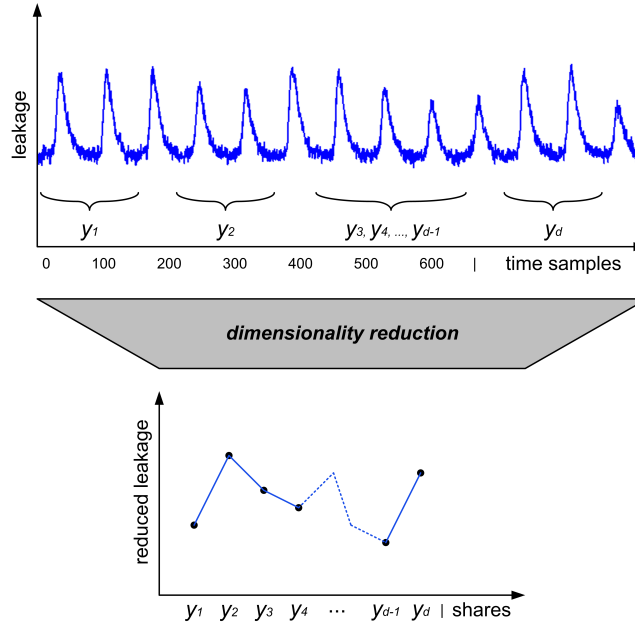 leakage
y1 y2 y3, y4, ..., yd-1 yd
0 100 200 300 400 500 600 | time samples
dimensionality reduction
reduced leakage
y1 y2 y3 y4 ... yd-1 yd | shares